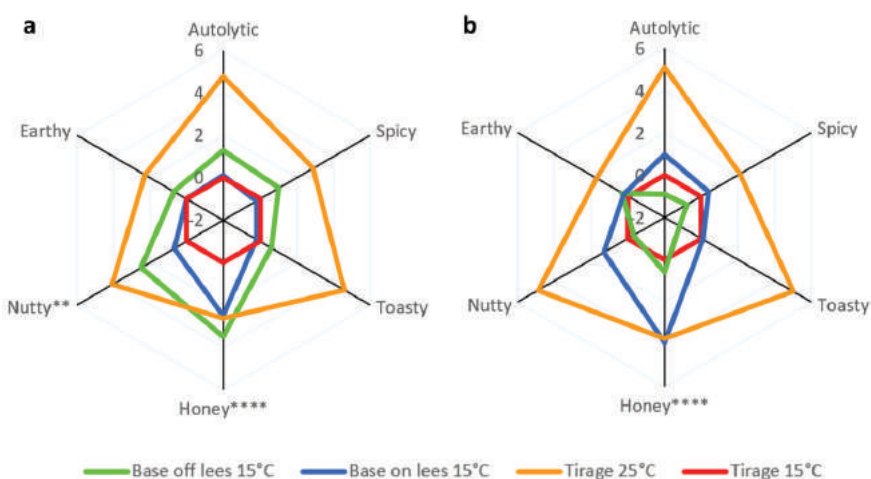 a
Autolytic
6
4
2
0
-2
Spicy
Toasty
Honey****
Nutty**
Earthy
b
Autolytic
6
4
2
0
-2
Spicy
Toasty
Honey****
Nutty
Earthy
Base off lees 15°C Base on lees 15°C Tirage 25°C Tirage 15°C